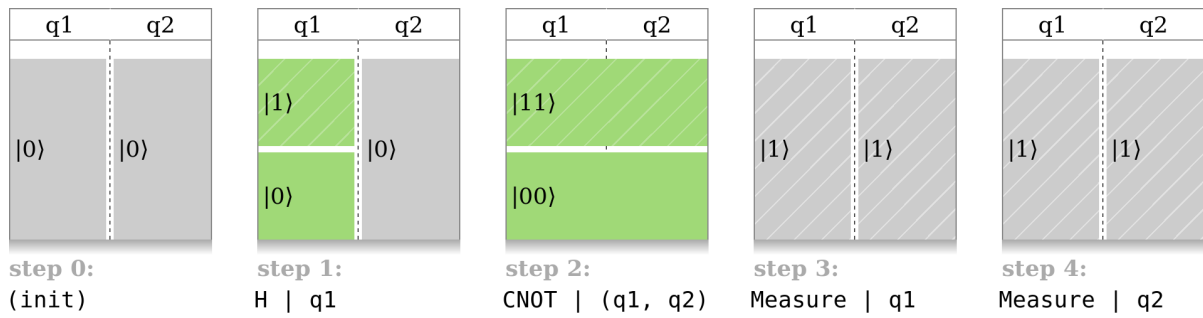 q1 q2
|0⟩ |0⟩
step 0:
(init)
q1 q2
|1⟩
|0⟩
|0⟩
step 1:
H | q1
q1 q2
|11⟩
|00⟩
step 2:
CNOT | (q1, q2)
q1 q2
|1⟩ |1⟩
step 3:
Measure | q1
q1 q2
|1⟩ |1⟩
step 4:
Measure | q2